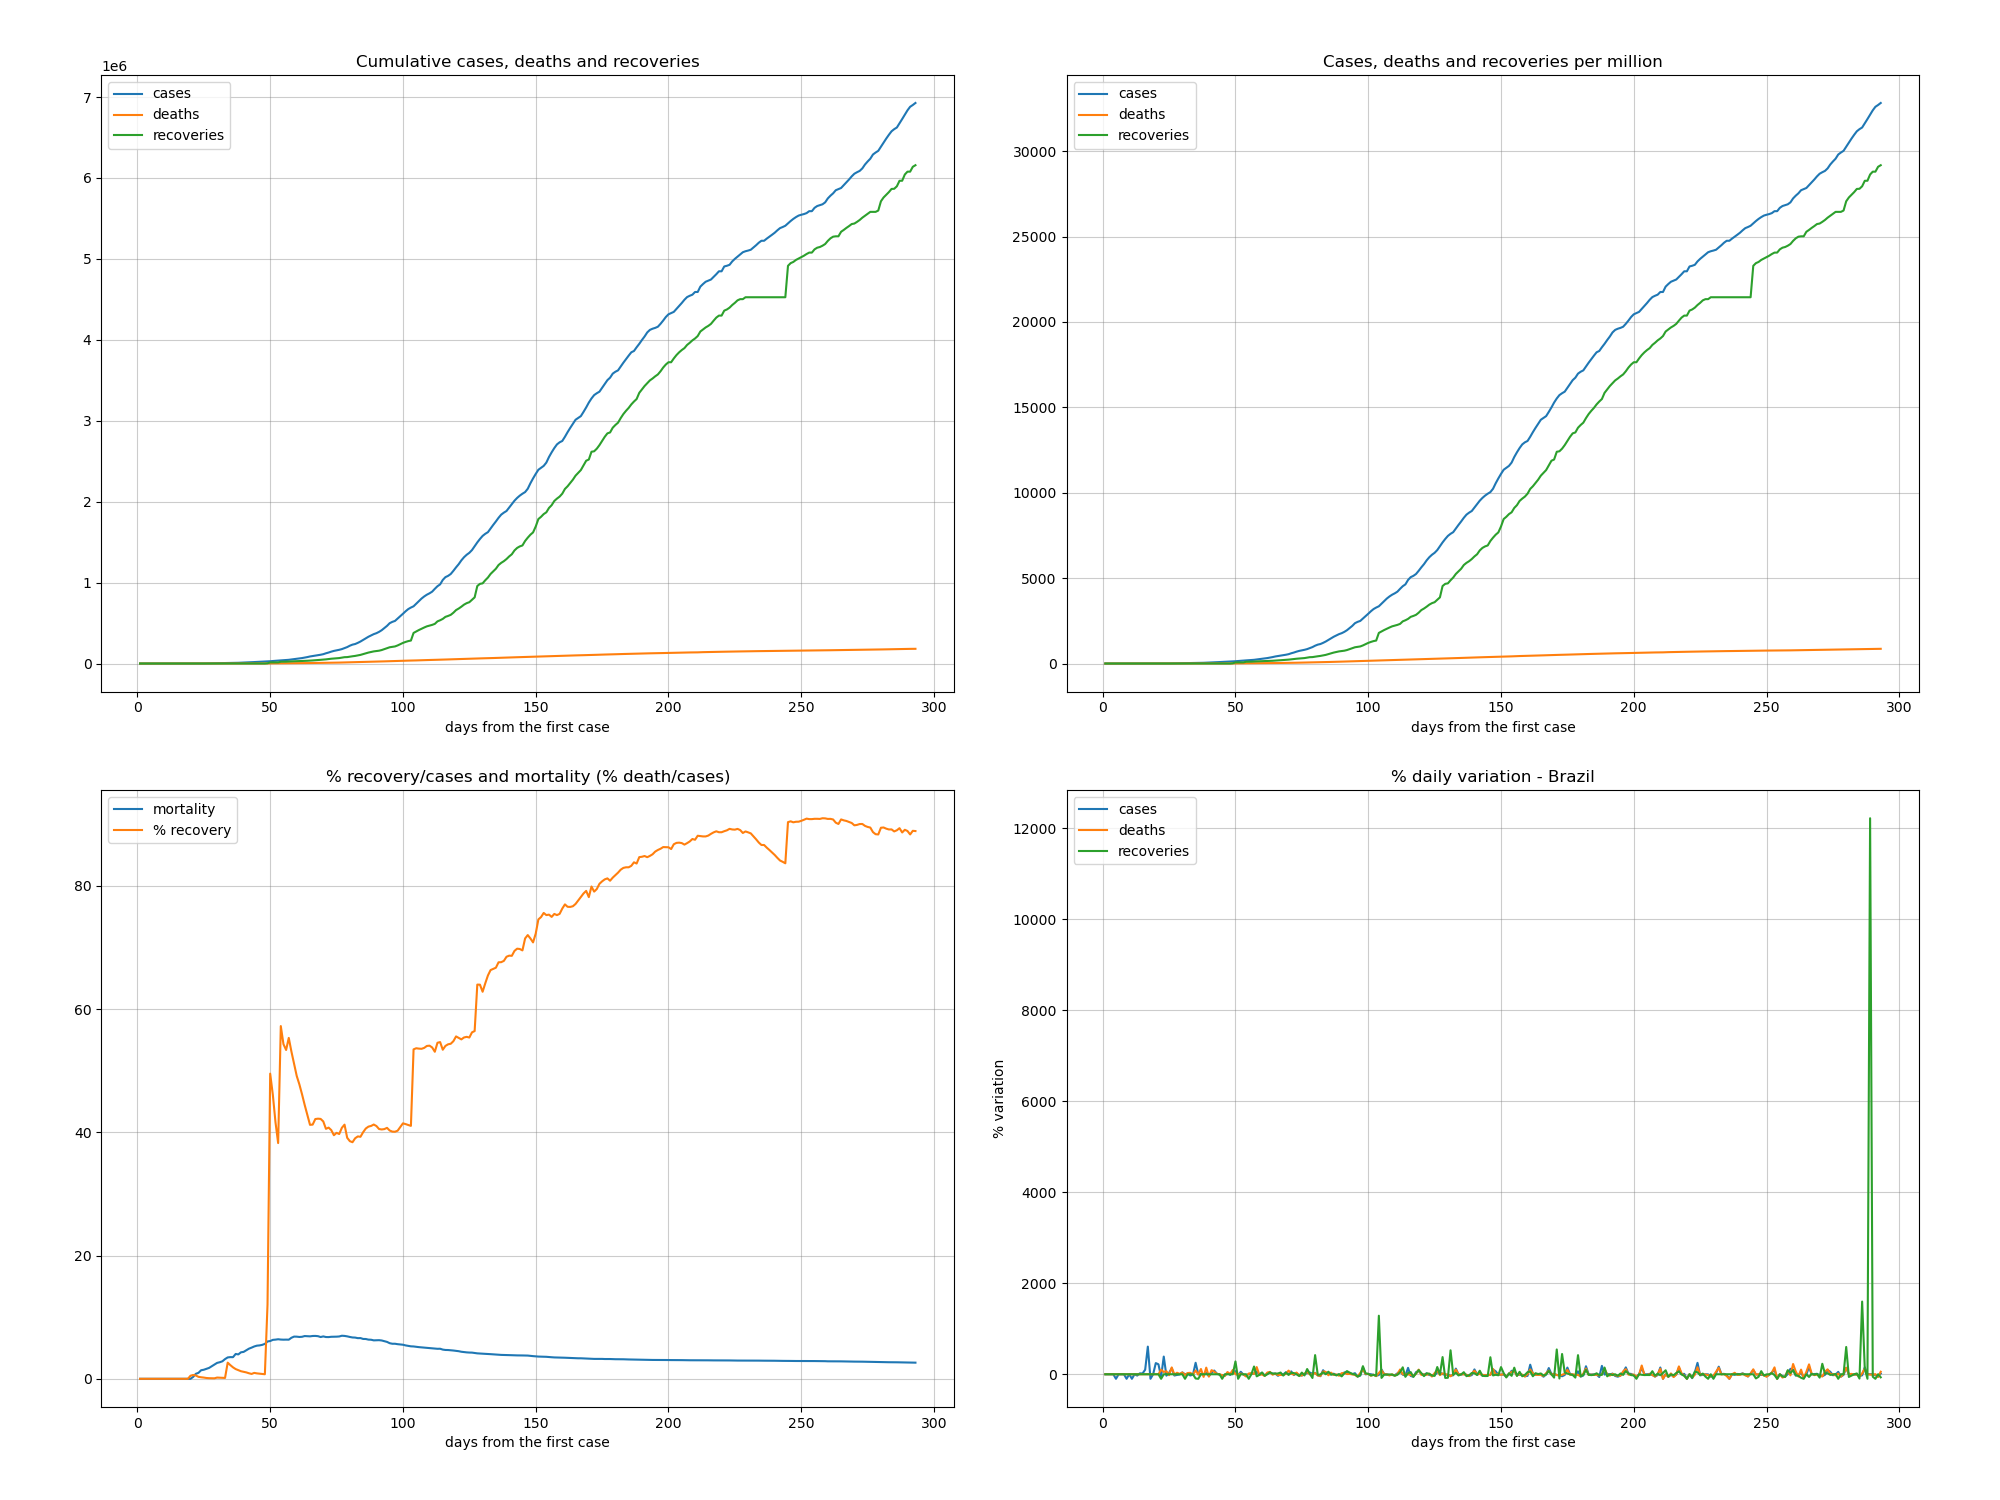 Cumulative cases, deaths and recoveries
1e6
cases
deaths
recoveries
7
6
5
4
3
2
1
0
0 50 100 150 200 250 300
days from the first case
Cases, deaths and recoveries per million
cases
deaths
recoveries
30000
25000
20000
15000
10000
5000
0
0 50 100 150 200 250 300
days from the first case
% recovery/cases and mortality (% death/cases)
mortality
% recovery
80
60
40
20
0
0 50 100 150 200 250 300
days from the first case
% daily variation - Brazil
cases
deaths
recoveries
% variation
12000
10000
8000
6000
4000
2000
0
0 50 100 150 200 250 300
days from the first case